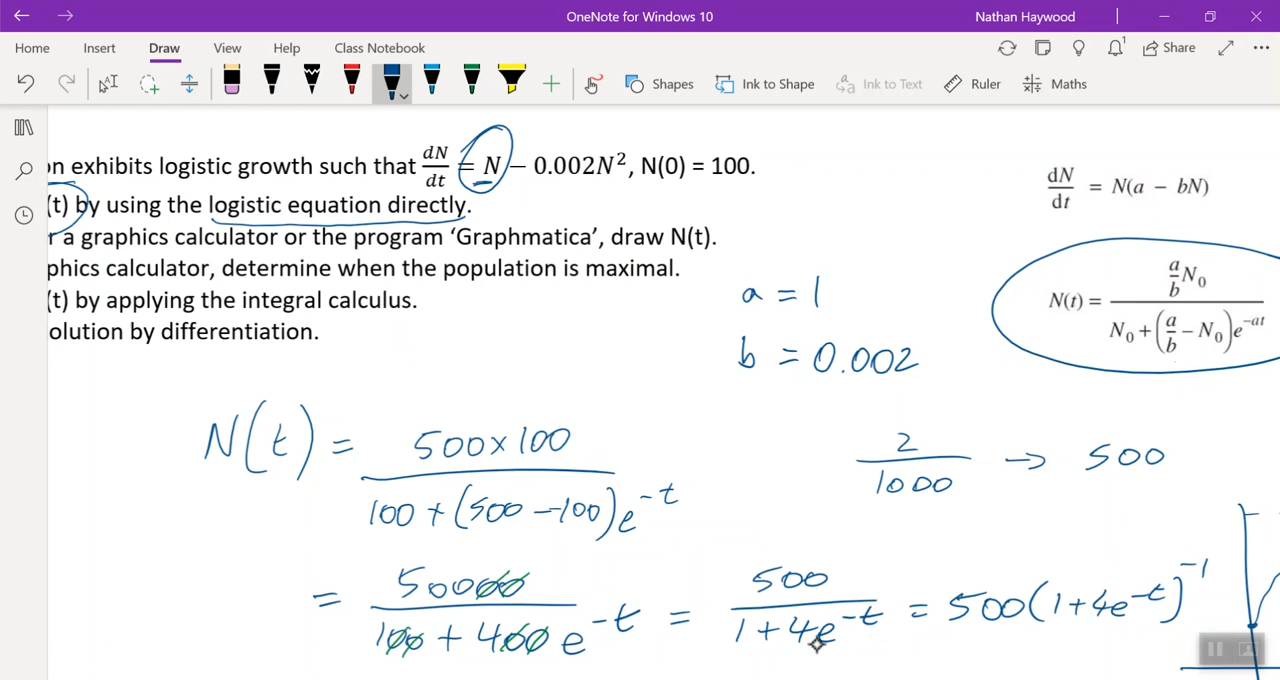 OneNote for Windows 10
Nathan Haywood
Home Insert Draw View Help Class Notebook
Share
Shapes Ink to Shape Ink to Text Ruler Maths
on exhibits logistic growth such that dN/dt = N − 0.002N², N(0) = 100.
(t) by using the logistic equation directly.
r a graphics calculator or the program ‘Graphmatica’, draw N(t).
phics calculator, determine when the population is maximal.
(t) by applying the integral calculus.
olution by differentiation.
dN/dt = N(a − bN)
N(t) = (a/b N₀)/(N₀ + (a/b − N₀)e^(−at))
a = 1
b = 0.002
N(t) = (500×100)/(100 + (500 − 100)e^(−t))
2/1000 → 500
= 50000/(100 + 400e^(−t)) = 500/(1+4e^(−t)) = 500(1+4e^(−t))^(−1)